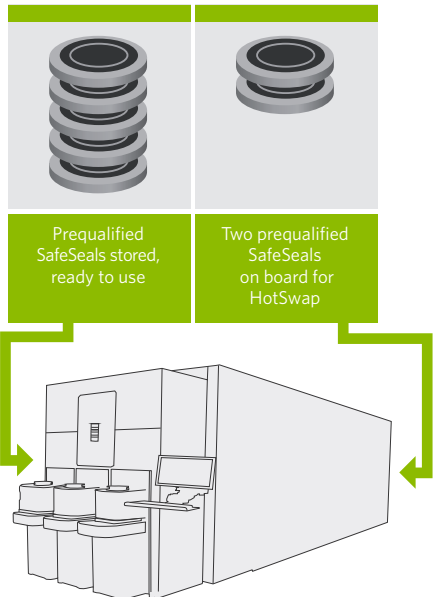 Prequalified
SafeSeals stored,
ready to use
Two prequalified
SafeSeals
on board for
HotSwap